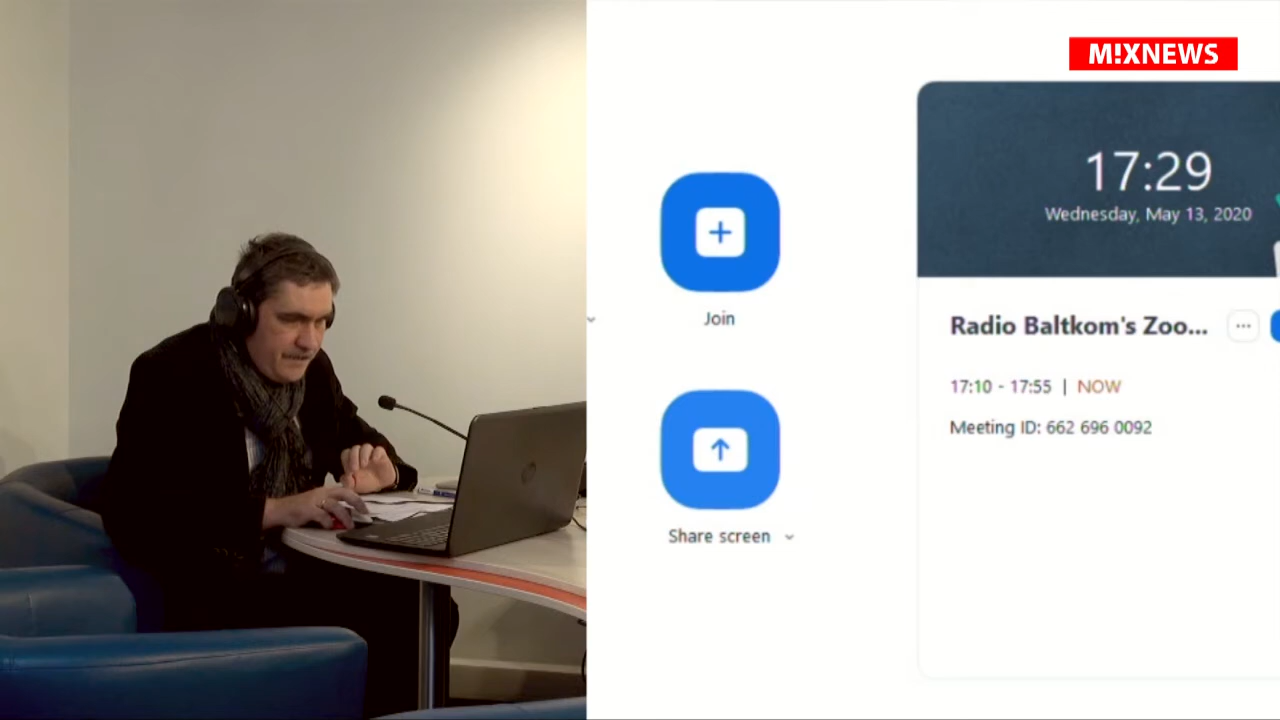 M!XNEWS
17:29
Wednesday, May 13, 2020
Join
Radio Baltkom's Zoo...
17:10 - 17:55 | NOW
Meeting ID: 662 696 0092
Share screen